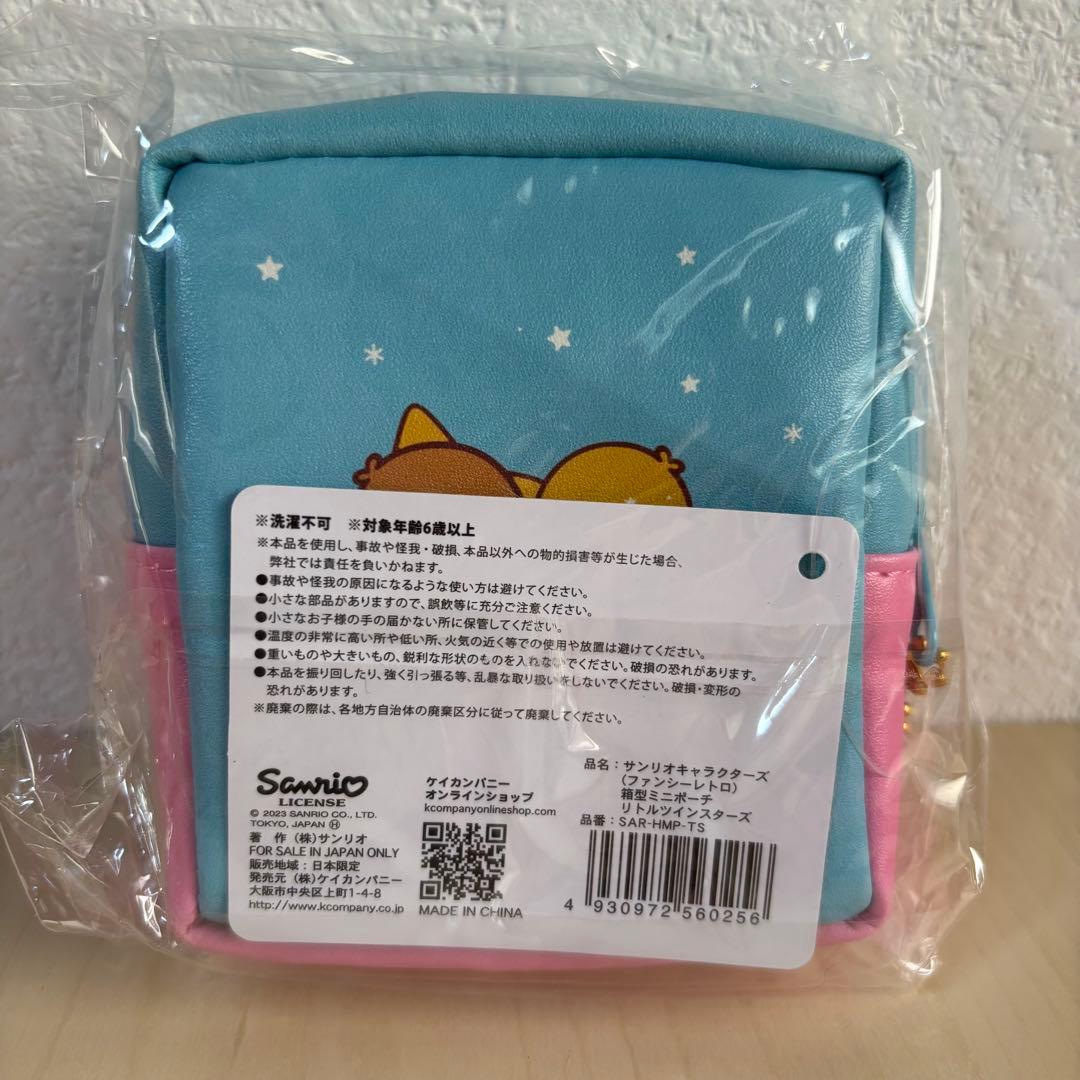 ※洗濯不可 ※対象年齢6歳以上
※本品を使用し、事故や怪我・破損、本品以外への物的損害等が生じた場合、
弊社では責任を負いかねます。
●事故や怪我の原因になるような使い方は避けてください。
●小さな部品がありますので、誤飲等に充分ご注意ください。
●小さなお子様の手の届かない所に保管してください。
●温度の非常に高い所や低い所、火気の近く等での使用や放置は避けてください。
●重いものや大きいもの、鋭利な形状のものを入れないでください。破損の恐れがあります。
●本品を振り回したり、強く引っ張る等、乱暴な取り扱いをしないでください。破損・変形の
恐れがあります。
※廃棄の際は、各地方自治体の廃棄区分に従って廃棄してください。
Sanrio
LICENSE
© 2023 SANRIO CO., LTD.
TOKYO, JAPAN Ⓗ
著 作 (株)サンリオ
FOR SALE IN JAPAN ONLY
販売地域:日本限定
発売元 (株)ケイカンパニー
大阪市中央区上町1-4-8
http://www.kcompany.co.jp
ケイカンパニー
オンラインショップ
kcompanyonlineshop.com
MADE IN CHINA
品名:サンリオキャラクターズ
(ファンシーレトロ)
箱型ミニポーチ
リトルツインスターズ
品番:SAR-HMP-TS
4 930972 560256